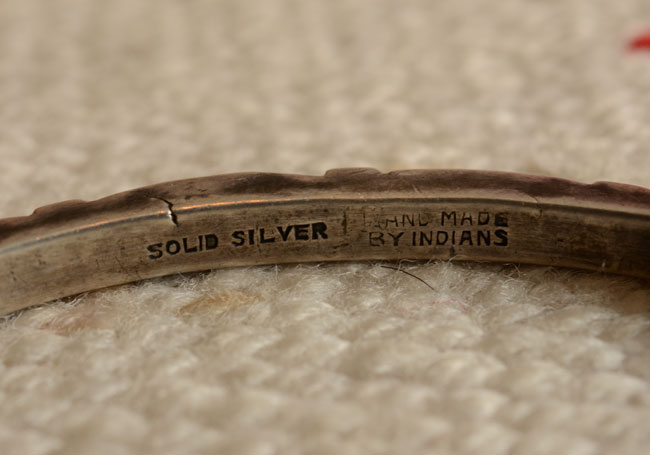 SOLID SILVER
HAND MADE
BY INDIANS